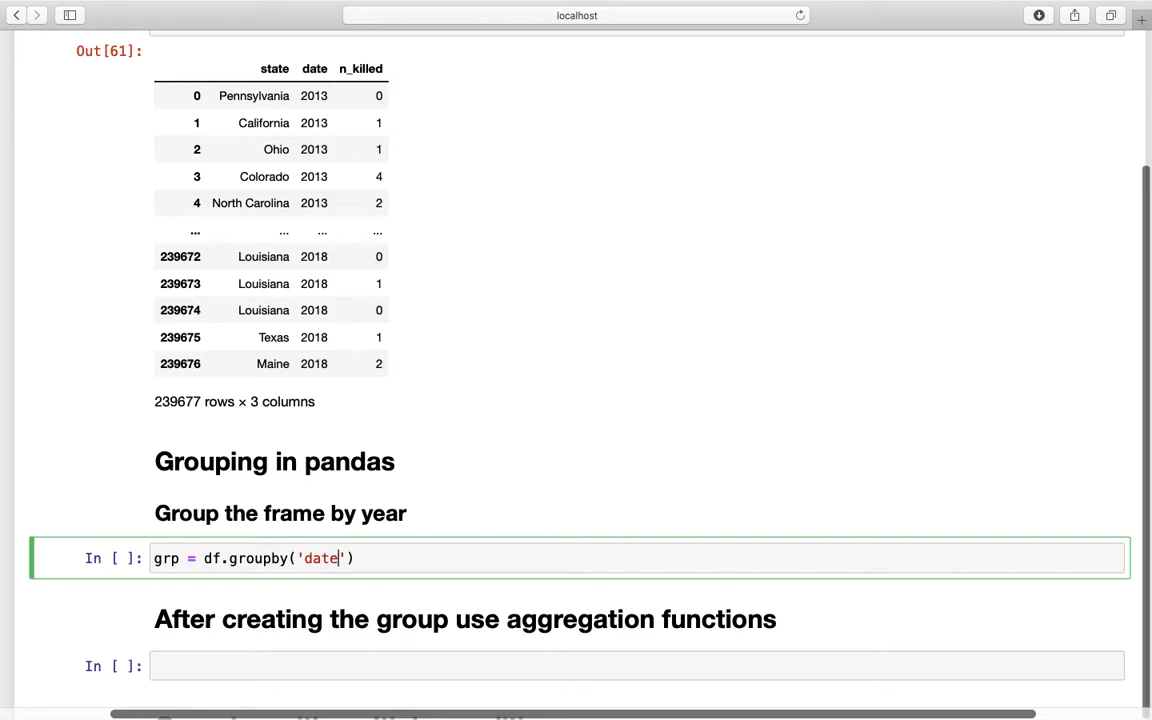 localhost
Out[61]:
state date n_killed
0 Pennsylvania 2013 0
1 California 2013 1
2 Ohio 2013 1
3 Colorado 2013 4
4 North Carolina 2013 2
... ... ... ...
239672 Louisiana 2018 0
239673 Louisiana 2018 1
239674 Louisiana 2018 0
239675 Texas 2018 1
239676 Maine 2018 2
239677 rows × 3 columns
Grouping in pandas
Group the frame by year
In [ ]: grp = df.groupby('date')
After creating the group use aggregation functions
In [ ]: